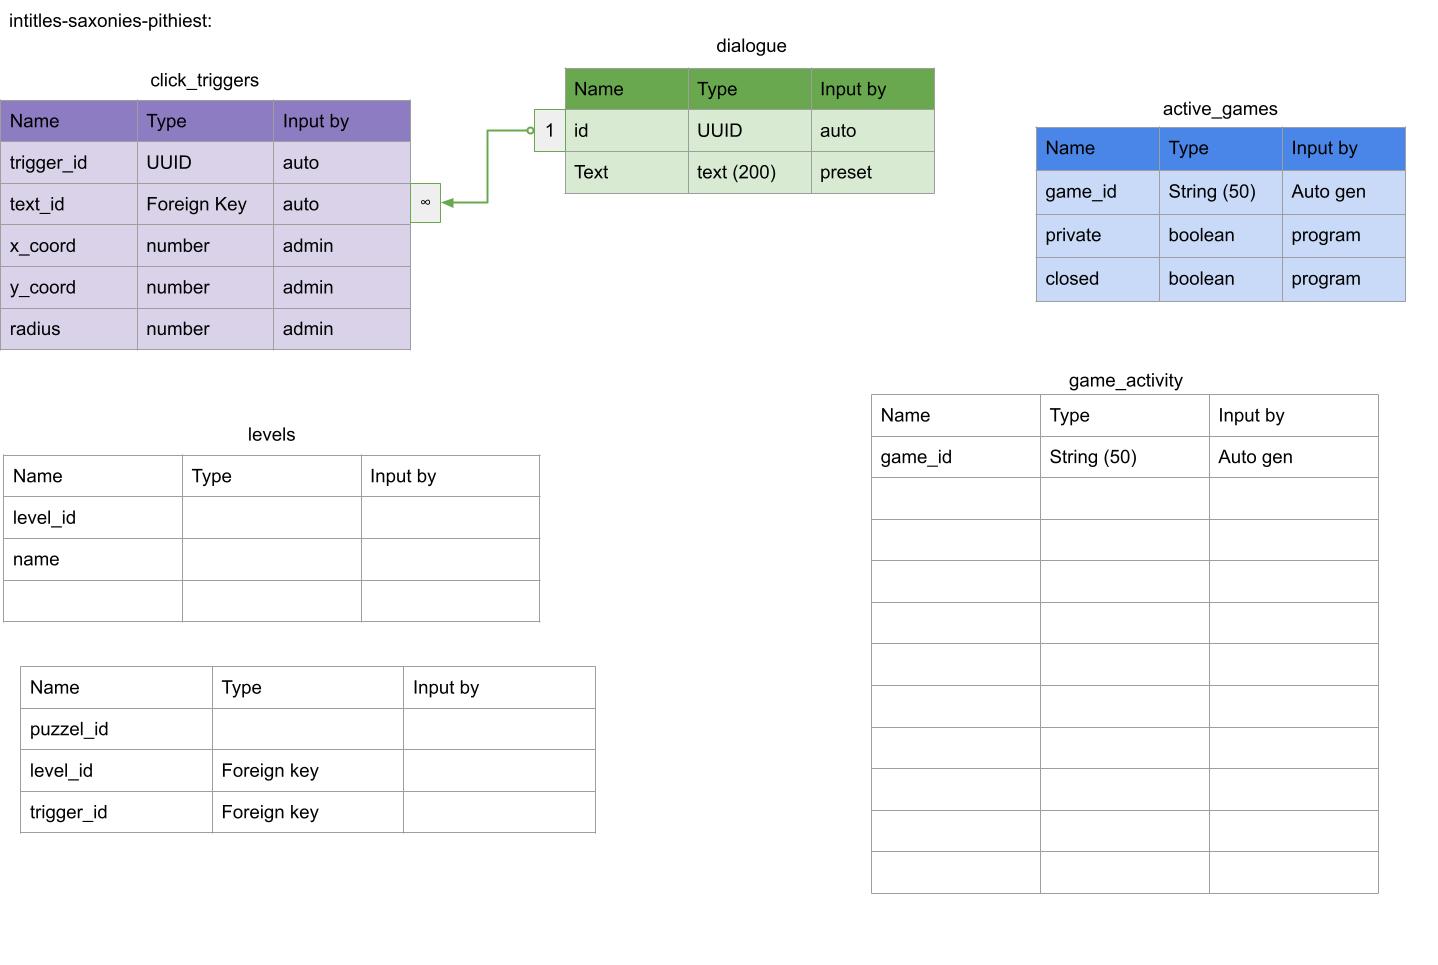 intitles-saxonies-pithiest:
click_triggers
Name Type Input by
trigger_id UUID auto
text_id Foreign Key auto ∞
x_coord number admin
y_coord number admin
radius number admin
dialogue
Name Type Input by
1 id UUID auto
Text text (200) preset
active_games
Name Type Input by
game_id String (50) Auto gen
private boolean program
closed boolean program
levels
Name Type Input by
level_id
name
Name Type Input by
puzzel_id
level_id Foreign key
trigger_id Foreign key
game_activity
Name Type Input by
game_id String (50) Auto gen